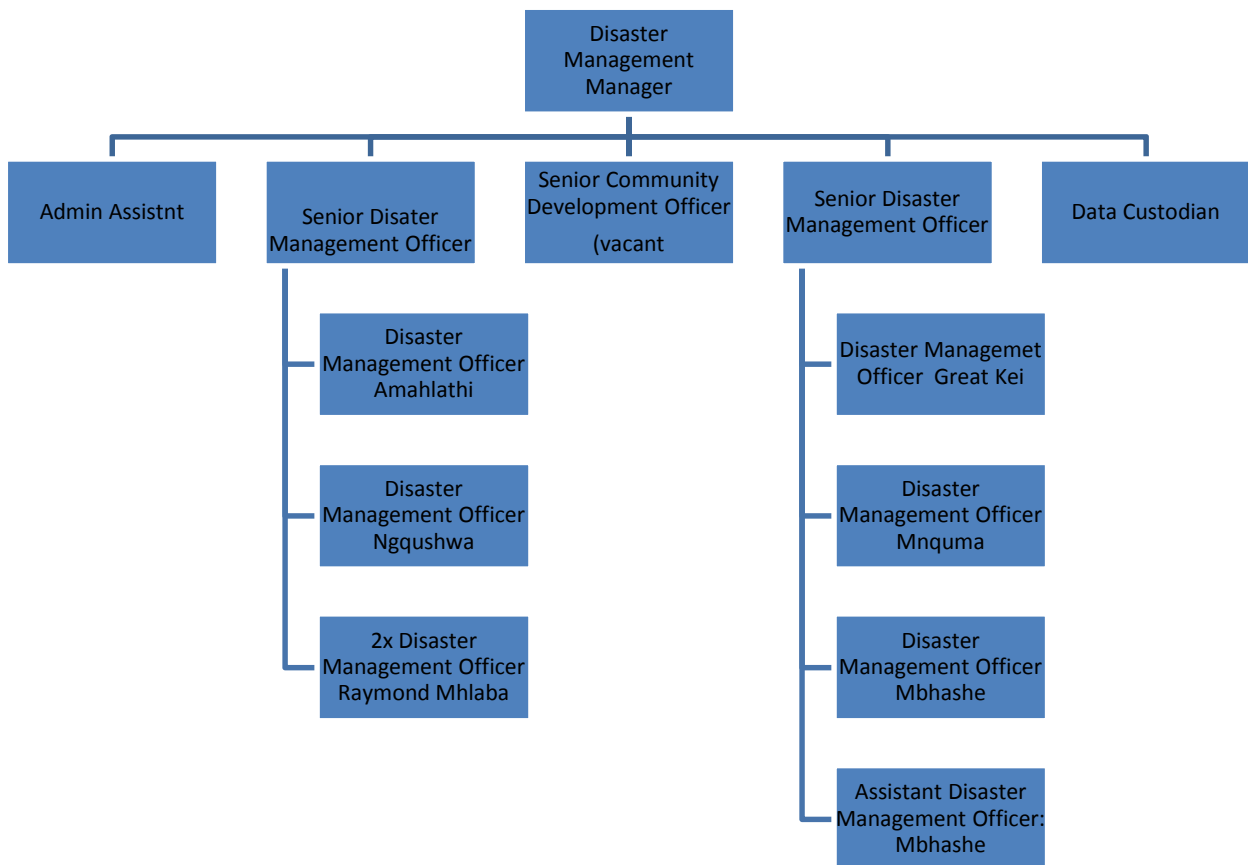 Disaster
Management
Manager
Admin Assistnt
Senior Disater
Management Officer
Senior Community
Development Officer
(vacant
Senior Disaster
Management Officer
Data Custodian
Disaster
Management Officer
Amahlathi
Disaster
Management Officer
Ngqushwa
2x Disaster
Management Officer
Raymond Mhlaba
Disaster Managemet
Officer  Great Kei
Disaster
Management Officer
Mnquma
Disaster
Management Officer
Mbhashe
Assistant Disaster
Management Officer:
Mbhashe